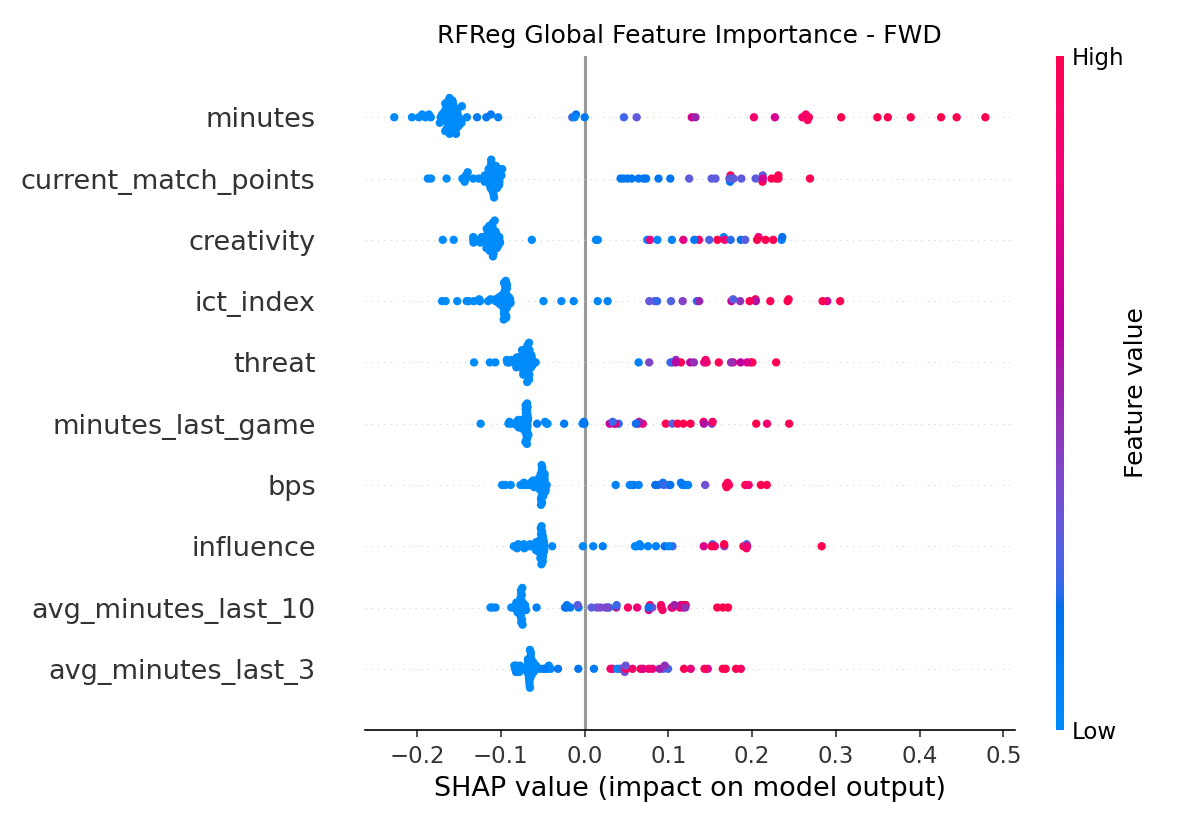 RFReg Global Feature Importance - FWD
High
minutes
current_match_points
creativity
ict_index
threat
minutes_last_game
bps
influence
avg_minutes_last_10
avg_minutes_last_3
Feature value
Low
−0.2 −0.1 0.0 0.1 0.2 0.3 0.4 0.5
SHAP value (impact on model output)